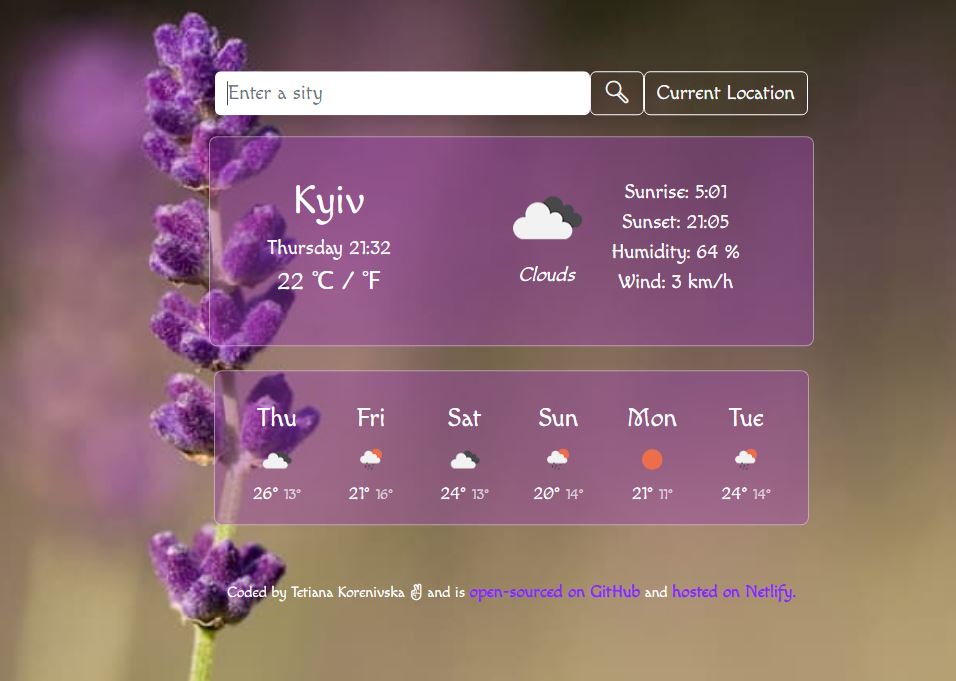 Enter a sity
Current Location
Kyiv
Thursday 21:32
22 °C / °F
Clouds
Sunrise: 5:01
Sunset: 21:05
Humidity: 64 %
Wind: 3 km/h
Thu Fri Sat Sun Mon Tue
26° 13° 21° 16° 24° 13° 20° 14° 21° 11° 24° 14°
Coded by Tetiana Korenivska ✌ and is open-sourced on GitHub and hosted on Netlify.